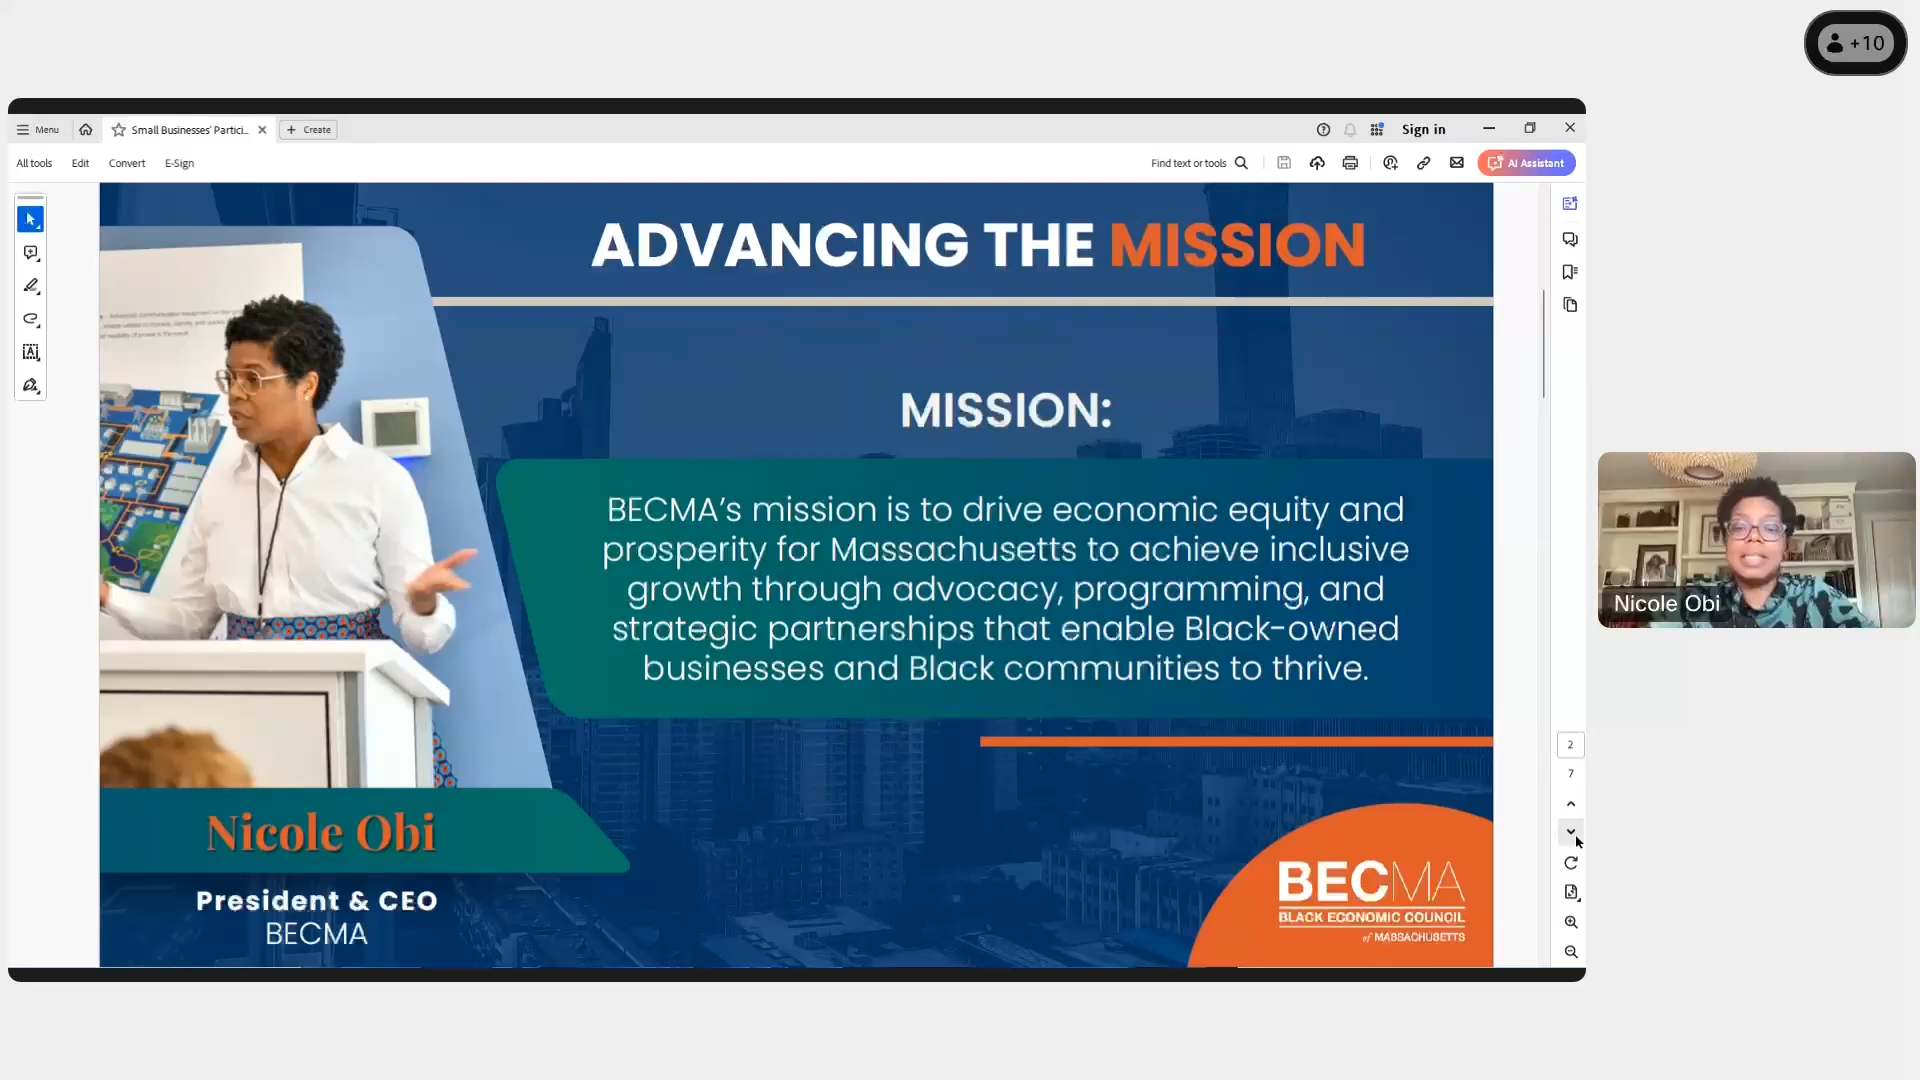 +10
Menu
Small Businesses' Partici...
Create
Sign in
All tools
Edit
Convert
E-Sign
Find text or tools
AI Assistant
ADVANCING THE MISSION
MISSION:
BECMA's mission is to drive economic equity and
prosperity for Massachusetts to achieve inclusive
growth through advocacy, programming, and
strategic partnerships that enable Black-owned
businesses and Black communities to thrive.
Nicole Obi
President & CEO
BECMA
BECMA
BLACK ECONOMIC COUNCIL
of MASSACHUSETTS
2
7
Nicole Obi